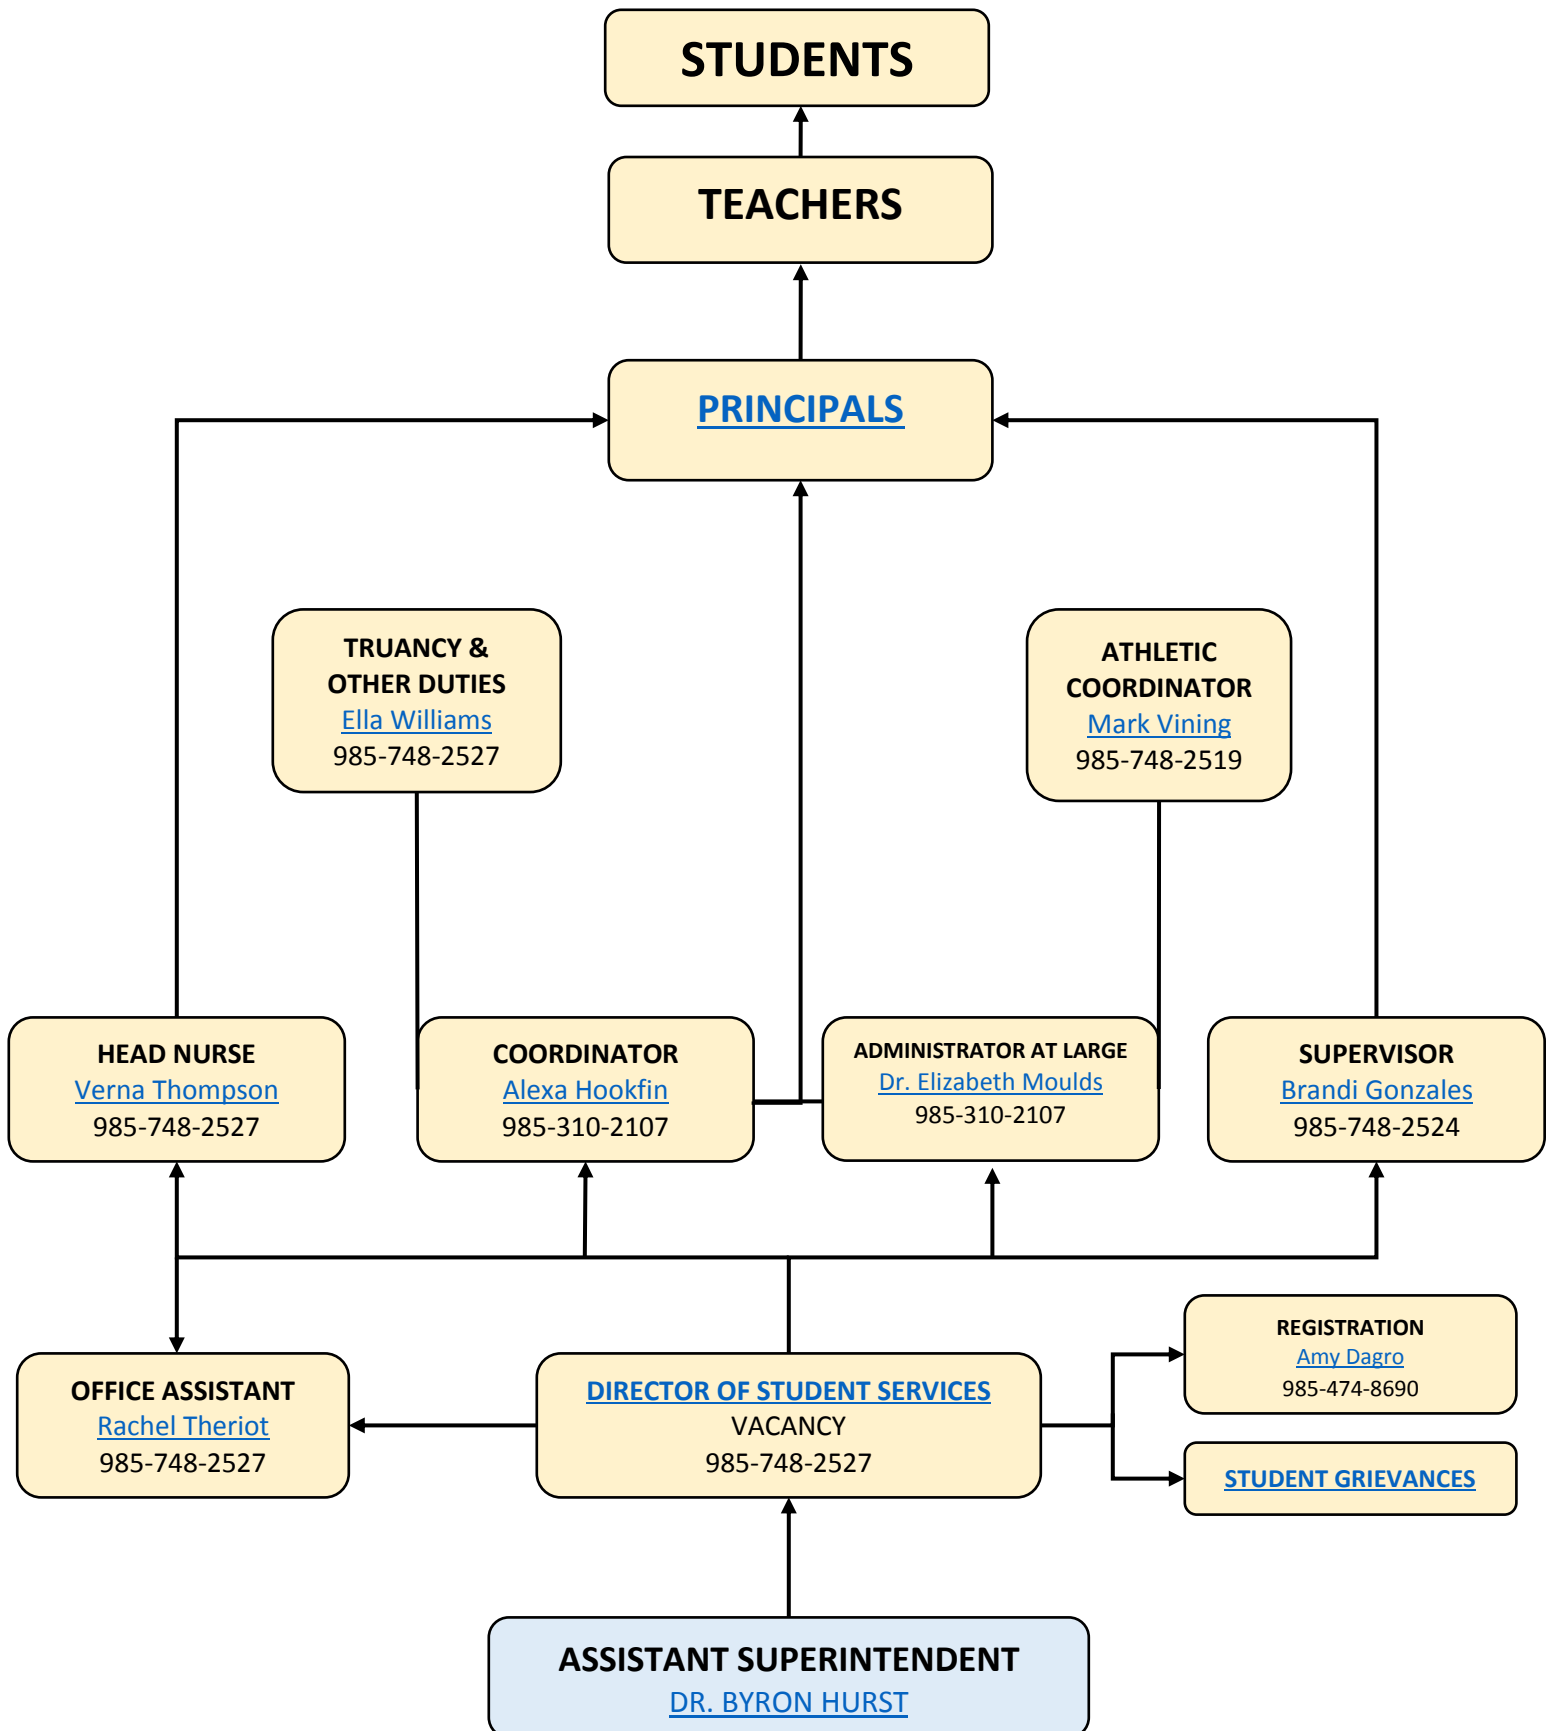 STUDENTS
TEACHERS
PRINCIPALS
TRUANCY &
OTHER DUTIES
Ella Williams
985-748-2527
ATHLETIC
COORDINATOR
Mark Vining
985-748-2519
HEAD NURSE
Verna Thompson
985-748-2527
COORDINATOR
Alexa Hookfin
985-310-2107
ADMINISTRATOR AT LARGE
Dr. Elizabeth Moulds
985-310-2107
SUPERVISOR
Brandi Gonzales
985-748-2524
OFFICE ASSISTANT
Rachel Theriot
985-748-2527
DIRECTOR OF STUDENT SERVICES
VACANCY
985-748-2527
REGISTRATION
Amy Dagro
985-474-8690
STUDENT GRIEVANCES
ASSISTANT SUPERINTENDENT
DR. BYRON HURST